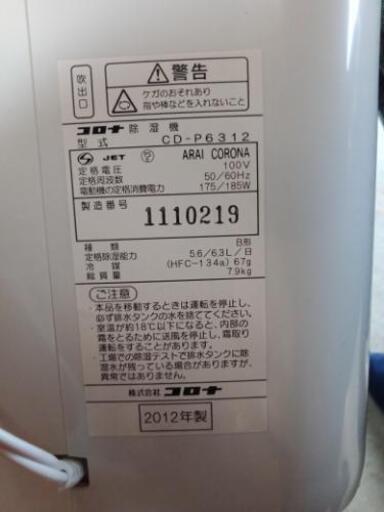 吹出口
警告
ケガのおそれあり
指や棒などを入れないこと
コロナ 除湿機
型式 CD-P6312
JET PS E ARAI CORONA
定格電圧 100V
定格周波数 50/60Hz
電動機の定格消費電力 175/185W
製造番号 1110219
種類 B形
定格除湿能力 5.6/6.3L/日
冷媒 (HFC-134a) 67g
総質量 7.9kg
ご注意
・本品を移動するときは運転を停止し、
必ず排水タンクの水を捨ててください。
・室温が約18℃以下になると、内部の
霜をとるために送風を停止し、霜取り
運転をすることがあります。
・工場での除湿テストで排水タンクに除
湿水が残っている場合がありますが、
異常ではありません。
株式会社 コロナ
2012年製